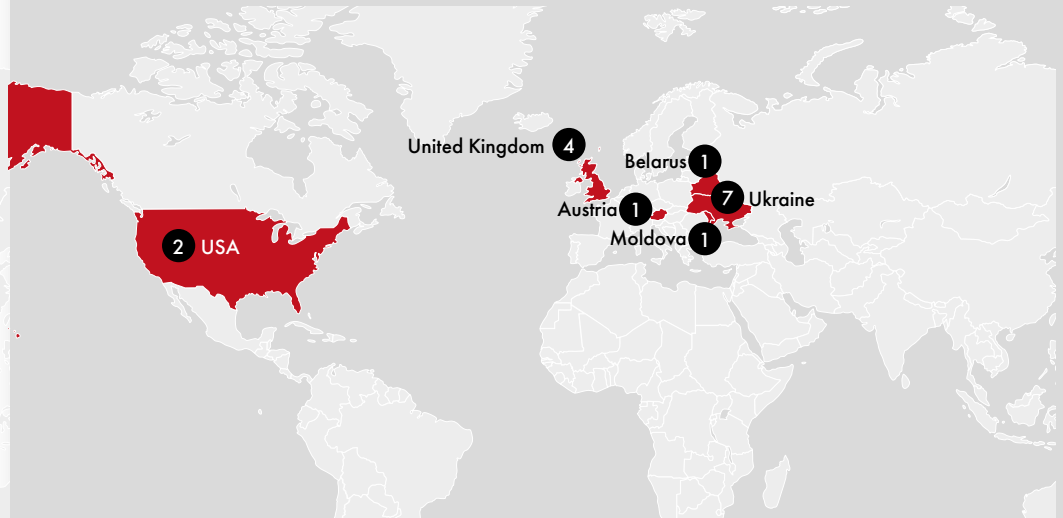 United Kingdom 4
Belarus 1
7 Ukraine
Austria 1
Moldova 1
2 USA